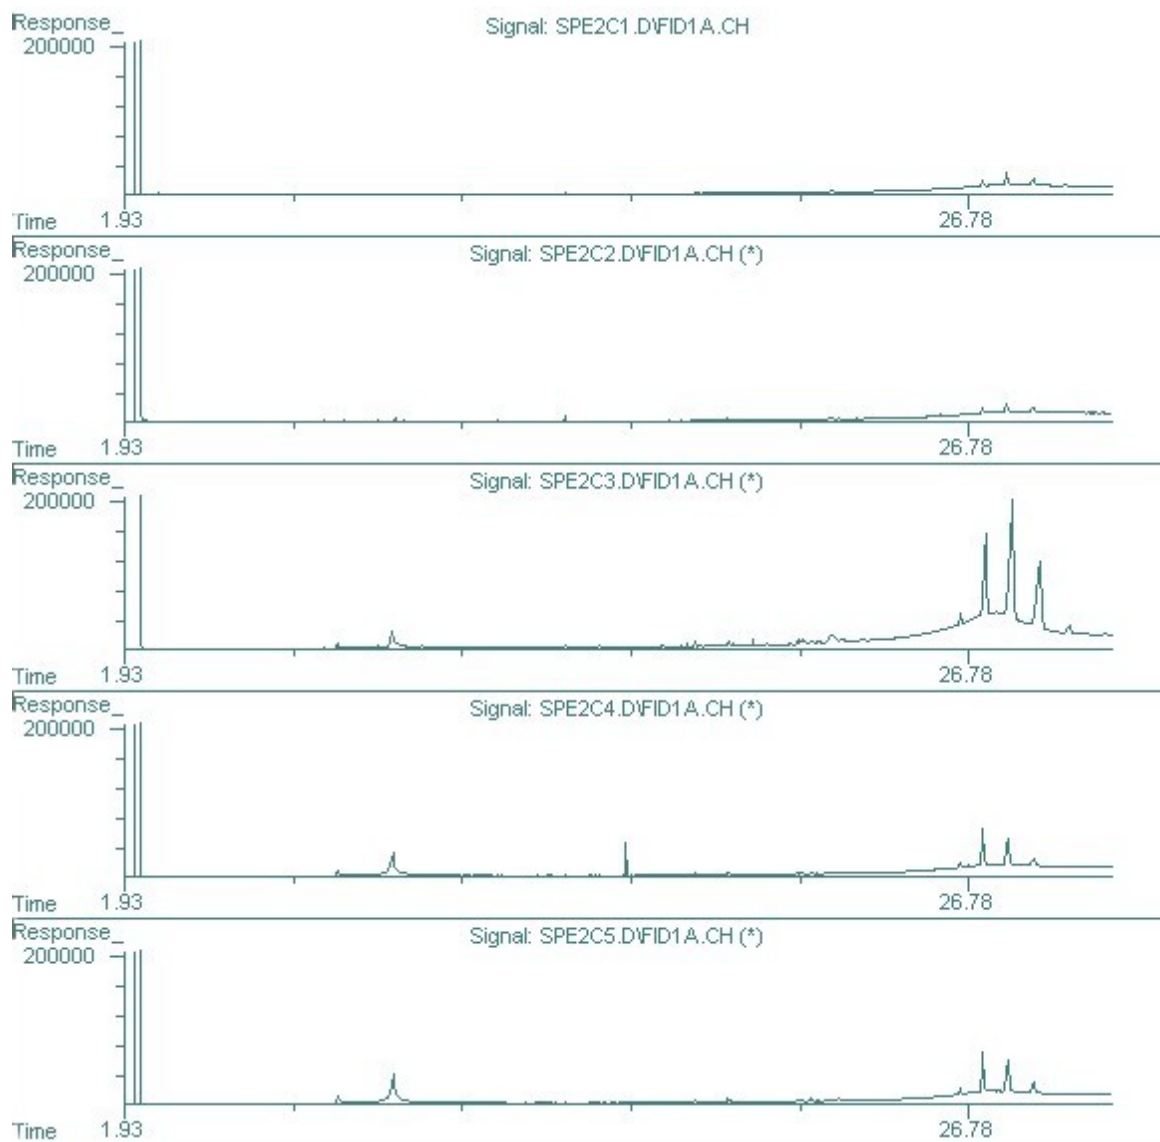 Response_
Signal: SPE2C1.D\FID1A.CH
200000
Time 1.93 26.78
Response_
Signal: SPE2C2.D\FID1A.CH (*)
200000
Time 1.93 26.78
Response_
Signal: SPE2C3.D\FID1A.CH (*)
200000
Time 1.93 26.78
Response_
Signal: SPE2C4.D\FID1A.CH (*)
200000
Time 1.93 26.78
Response_
Signal: SPE2C5.D\FID1A.CH (*)
200000
Time 1.93 26.78